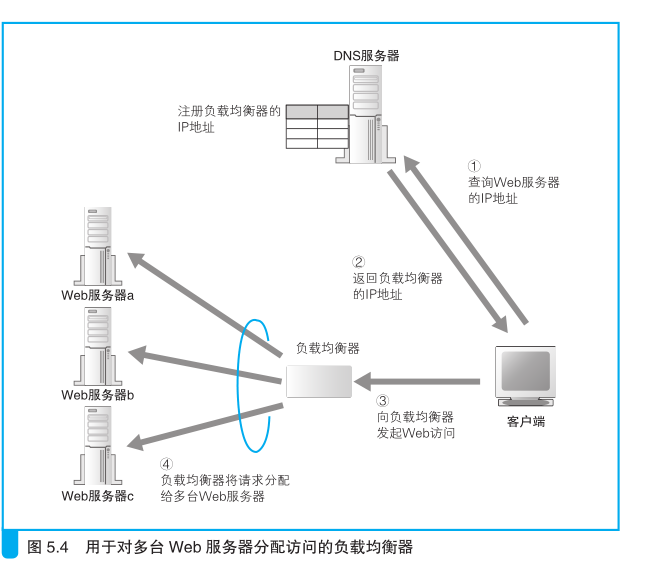 DNS服务器
注册负载均衡器的
IP地址
①
查询Web服务器
的IP地址
②
返回负载均衡器
的IP地址
Web服务器a
负载均衡器
Web服务器b
③
向负载均衡器
发起Web访问
客户端
④
负载均衡器将请求分配
给多台Web服务器
Web服务器c
图 5.4 用于对多台 Web 服务器分配访问的负载均衡器